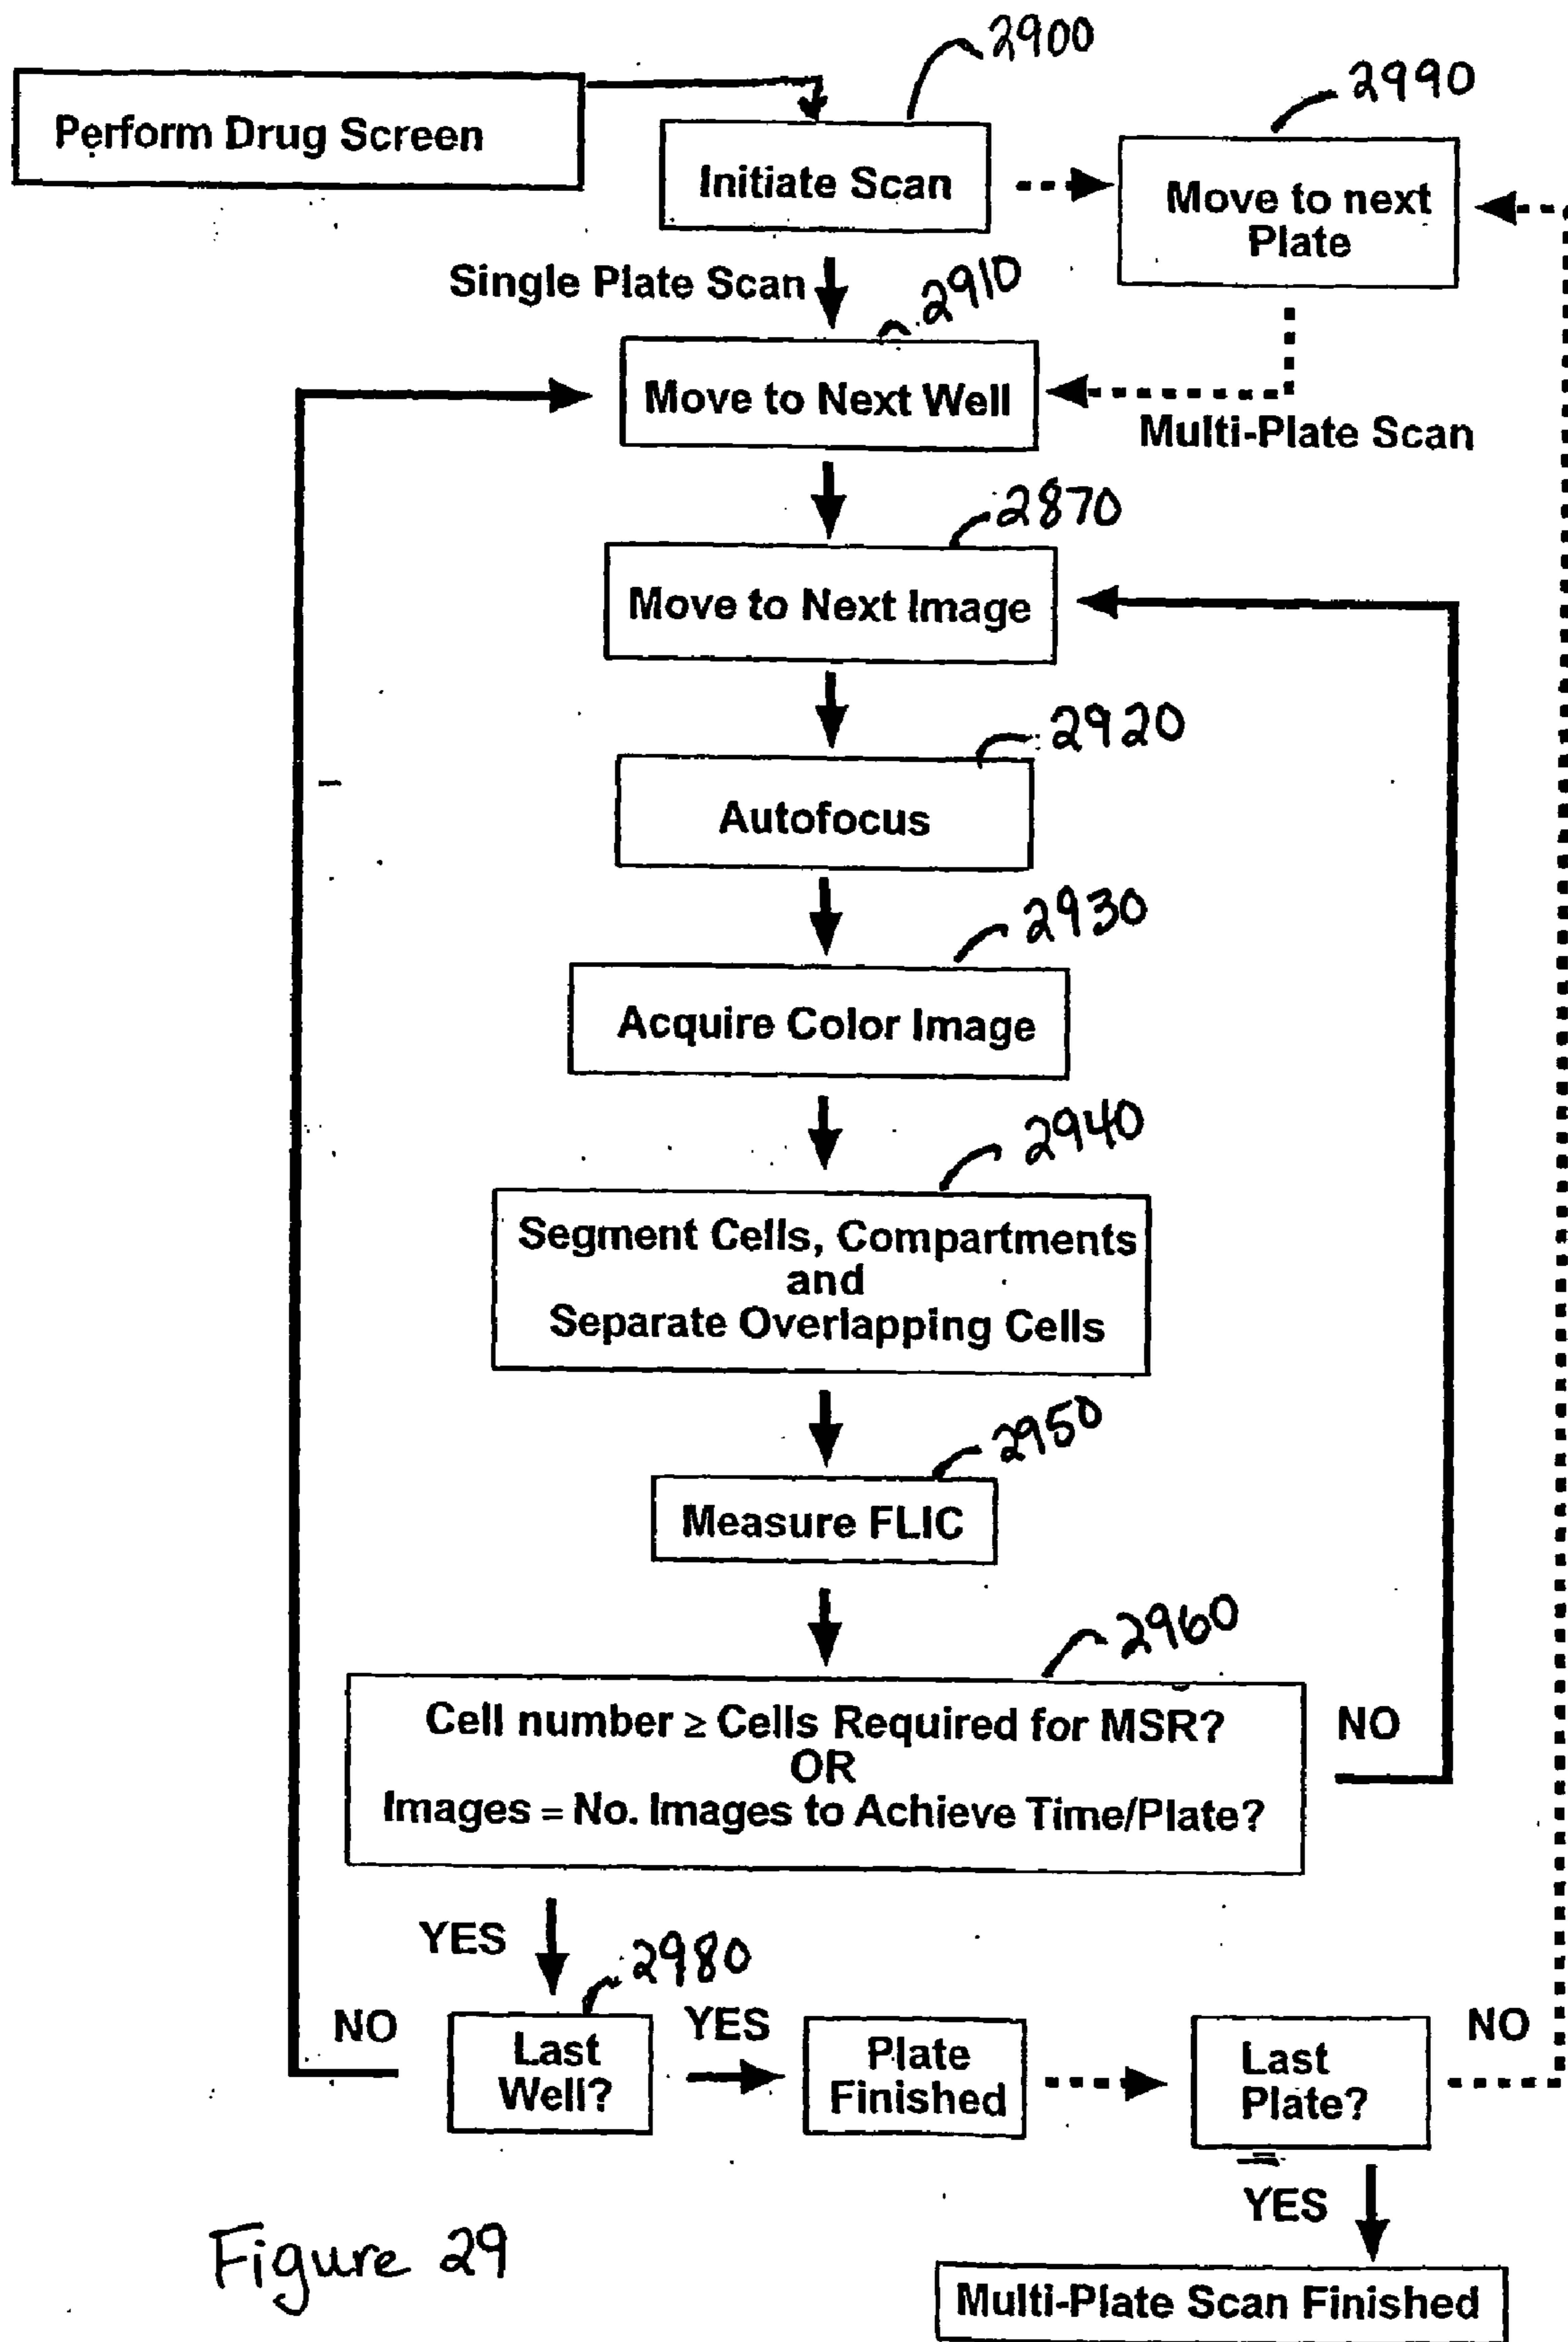 2900
2990
Perform Drug Screen
Initiate Scan
Move to next
Plate
Single Plate Scan
2910
Move to Next Well
Multi-Plate Scan
2870
Move to Next Image
2920
Autofocus
2930
Acquire Color Image
2940
Segment Cells, Compartments
and
Separate Overlapping Cells
2950
Measure FLIC
2960
Cell number ≥ Cells Required for MSR?
OR
Images = No. Images to Achieve Time/Plate?
NO
YES
2980
NO
Last
Well?
YES
Plate
Finished
Last
Plate?
NO
YES
Figure 29
Multi-Plate Scan Finished